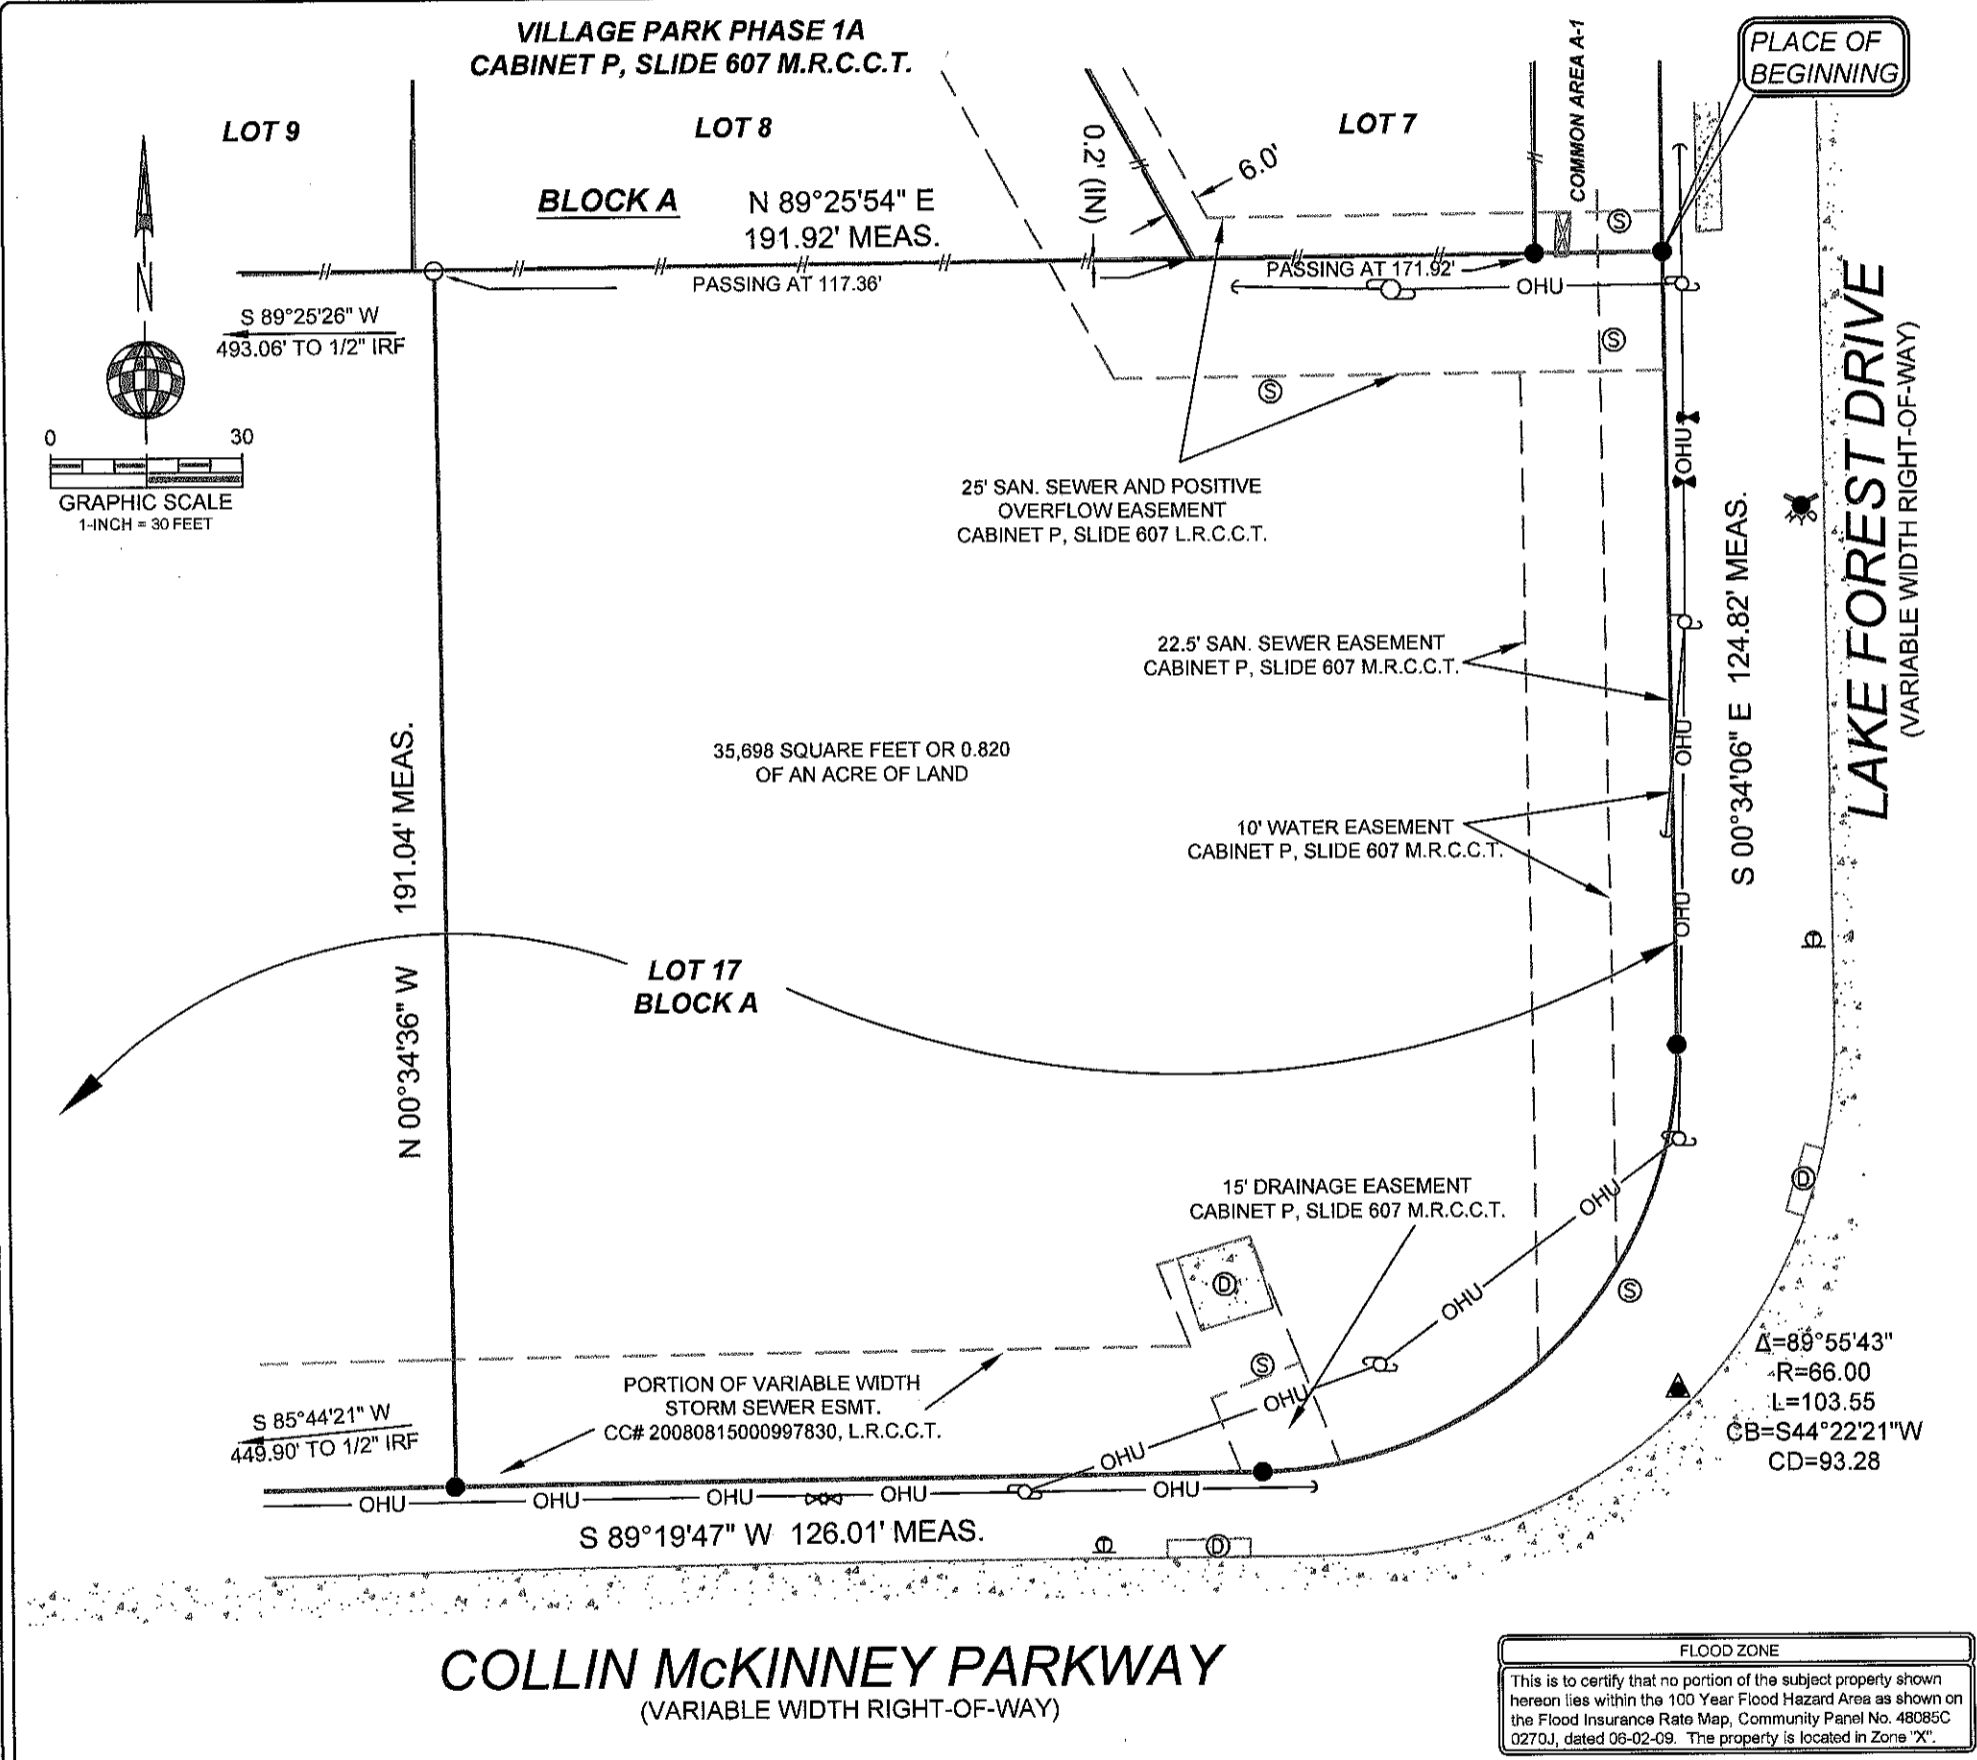 VILLAGE PARK PHASE 1A
CABINET P, SLIDE 607 M.R.C.C.T.
COMMON AREA A-1
PLACE OF
BEGINNING
LOT 9
LOT 8
LOT 7
0.2' (IN)
6.0'
BLOCK A
N 89°25'54" E
191.92' MEAS.
PASSING AT 117.36'
PASSING AT 171.92'
OHU
S
N
S 89°25'26" W
493.06' TO 1/2" IRF
S
S
0 30
GRAPHIC SCALE
1-INCH = 30 FEET
OHU
25' SAN. SEWER AND POSITIVE
OVERFLOW EASEMENT
CABINET P, SLIDE 607 L.R.C.C.T.
S 00°34'06" E 124.82' MEAS.
LAKE FOREST DRIVE
(VARIABLE WIDTH RIGHT-OF-WAY)
22.5' SAN. SEWER EASEMENT
CABINET P, SLIDE 607 M.R.C.C.T.
OHU
35,698 SQUARE FEET OR 0.820
OF AN ACRE OF LAND
N 00°34'36" W 191.04' MEAS.
10' WATER EASEMENT
CABINET P, SLIDE 607 M.R.C.C.T.
OHU
LOT 17
BLOCK A
15' DRAINAGE EASEMENT
CABINET P, SLIDE 607 M.R.C.C.T.
OHU
D
D
S
OHU
Δ=89°55'43"
R=66.00
L=103.55
CB=S44°22'21"W
CD=93.28
S
PORTION OF VARIABLE WIDTH
STORM SEWER ESMT.
CC# 20080815000997830, L.R.C.C.T.
OHU
S 85°44'21" W
449.90' TO 1/2" IRF
OHU
OHU OHU OHU OHU OHU
S 89°19'47" W 126.01' MEAS.
D
COLLIN McKINNEY PARKWAY
(VARIABLE WIDTH RIGHT-OF-WAY)
FLOOD ZONE
This is to certify that no portion of the subject property shown
hereon lies within the 100 Year Flood Hazard Area as shown on
the Flood Insurance Rate Map, Community Panel No. 48085C
0270J, dated 06-02-09. The property is located in Zone "X".